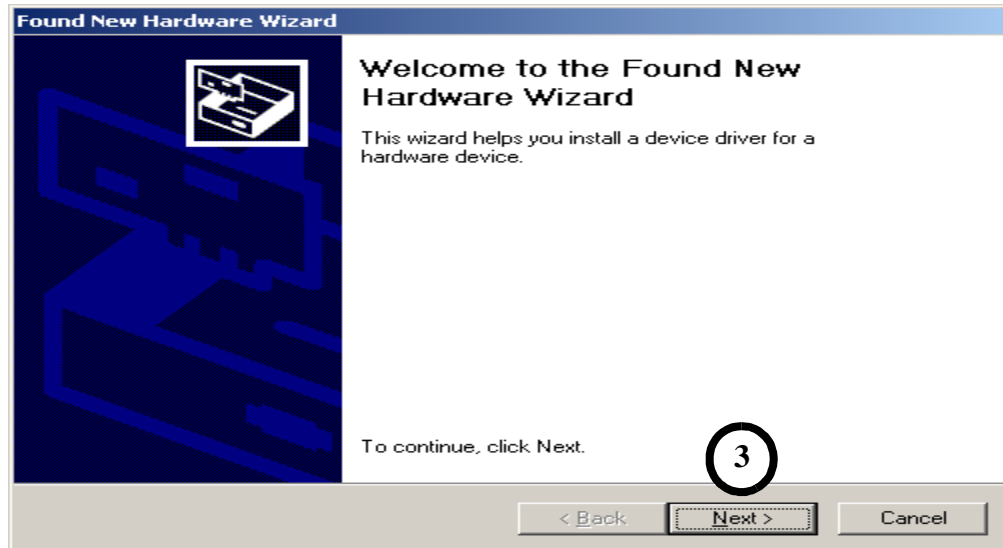 Found New Hardware Wizard
Welcome to the Found New
Hardware Wizard
This wizard helps you install a device driver for a
hardware device.
To continue, click Next.
3
< Back
Next >
Cancel